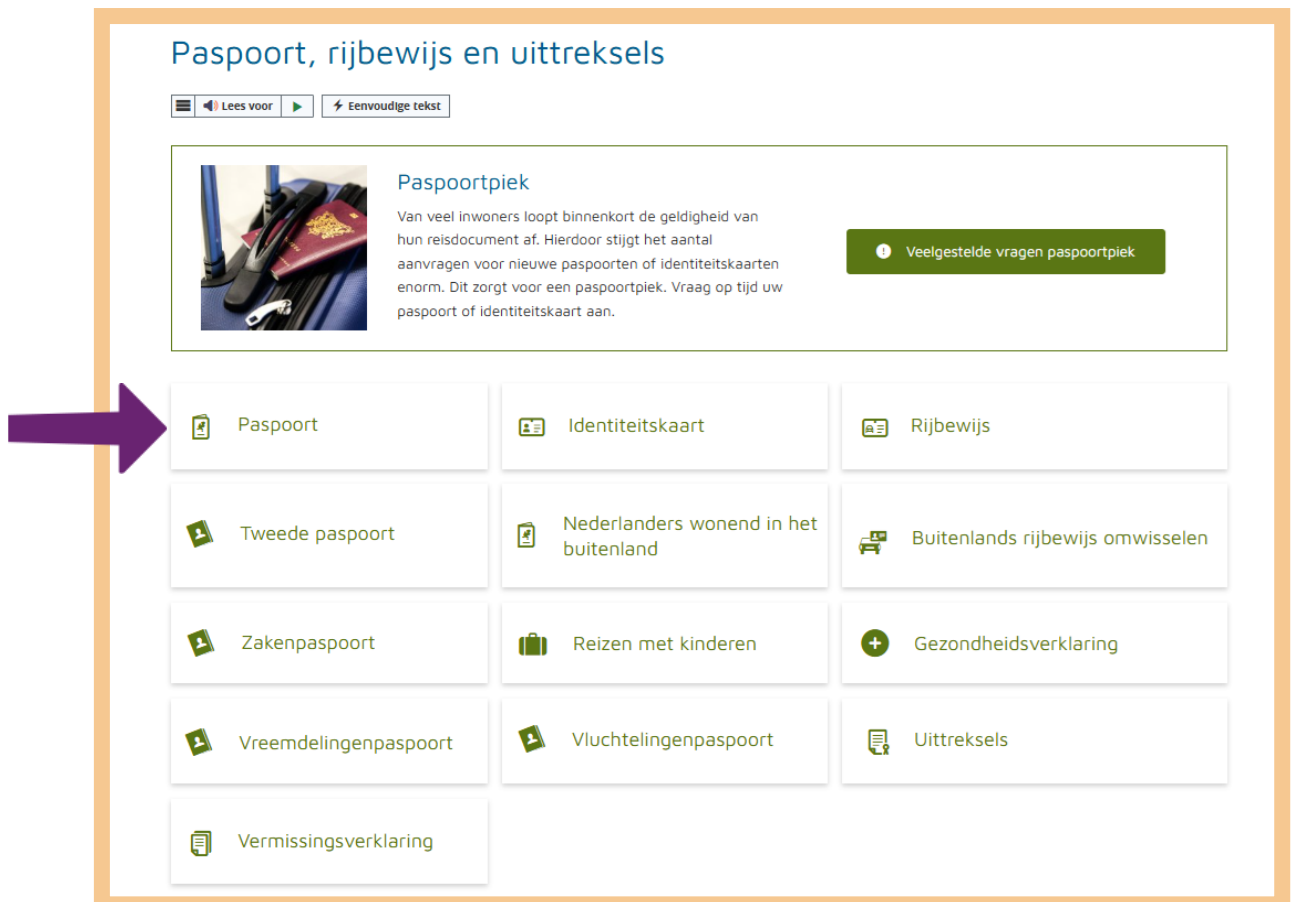 Paspoort, rijbewijs en uittreksels
Lees voor
Eenvoudige tekst
Paspoortpiek
Van veel inwoners loopt binnenkort de geldigheid van
hun reisdocument af. Hierdoor stijgt het aantal
aanvragen voor nieuwe paspoorten of identiteitskaarten
enorm. Dit zorgt voor een paspoortpiek. Vraag op tijd uw
paspoort of identiteitskaart aan.
Veelgestelde vragen paspoortpiek
Paspoort
Identiteitskaart
Rijbewijs
Tweede paspoort
Nederlanders wonend in het
buitenland
Buitenlands rijbewijs omwisselen
Zakenpaspoort
Reizen met kinderen
Gezondheidsverklaring
Vreemdelingenpaspoort
Vluchtelingenpaspoort
Uittreksels
Vermissingsverklaring